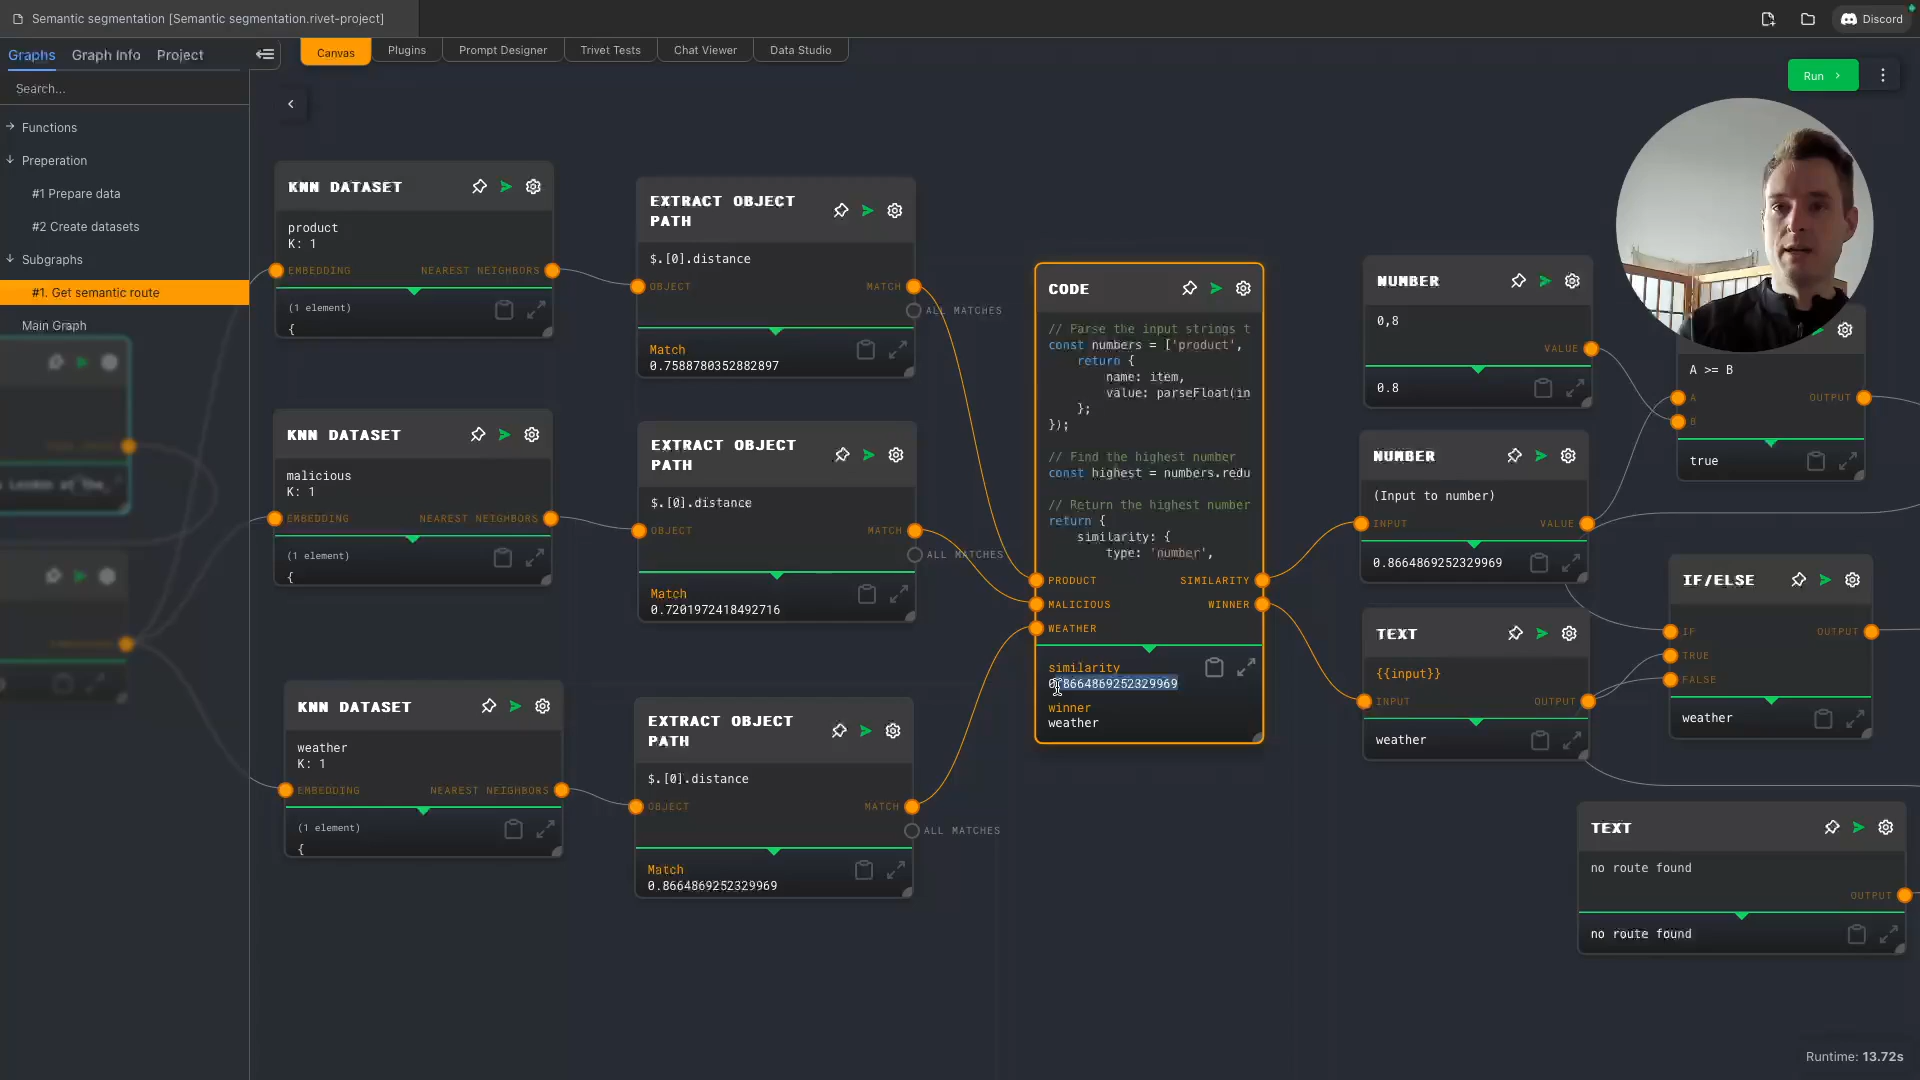 Semantic segmentation [Semantic segmentation.rivet-project]
Discord
Graphs
Graph Info
Project
Canvas
Plugins
Prompt Designer
Trivet Tests
Chat Viewer
Data Studio
Run
Search...
Functions
Preperation
#1 Prepare data
#2 Create datasets
Subgraphs
#1. Get semantic route
Main Graph
KNN DATASET
product
K: 1
EMBEDDING
NEAREST NEIGHBORS
(1 element)
{
EXTRACT OBJECT
PATH
$.[0].distance
OBJECT
MATCH
ALL MATCHES
Match
0.7588780352882897
KNN DATASET
malicious
K: 1
EMBEDDING
NEAREST NEIGHBORS
(1 element)
{
EXTRACT OBJECT
PATH
$.[0].distance
OBJECT
MATCH
ALL MATCHES
Match
0.7201972418492716
KNN DATASET
weather
K: 1
EMBEDDING
NEAREST NEIGHBORS
(1 element)
{
EXTRACT OBJECT
PATH
$.[0].distance
OBJECT
MATCH
ALL MATCHES
Match
0.8664869252329969
CODE
// Parse the input strings t
const numbers = ['product',
return {
name: item,
value: parseFloat(in
};
});
// Find the highest number
const highest = numbers.redu
// Return the highest number
return {
similarity: {
type: 'number',
PRODUCT
SIMILARITY
MALICIOUS
WINNER
WEATHER
similarity
0.8664869252329969
winner
weather
NUMBER
0,8
VALUE
0.8
NUMBER
(Input to number)
INPUT
VALUE
0.8664869252329969
TEXT
{{input}}
INPUT
OUTPUT
weather
A >= B
A
OUTPUT
B
true
IF/ELSE
IF
OUTPUT
TRUE
FALSE
weather
TEXT
no route found
OUTPUT
no route found
Runtime: 13.72s